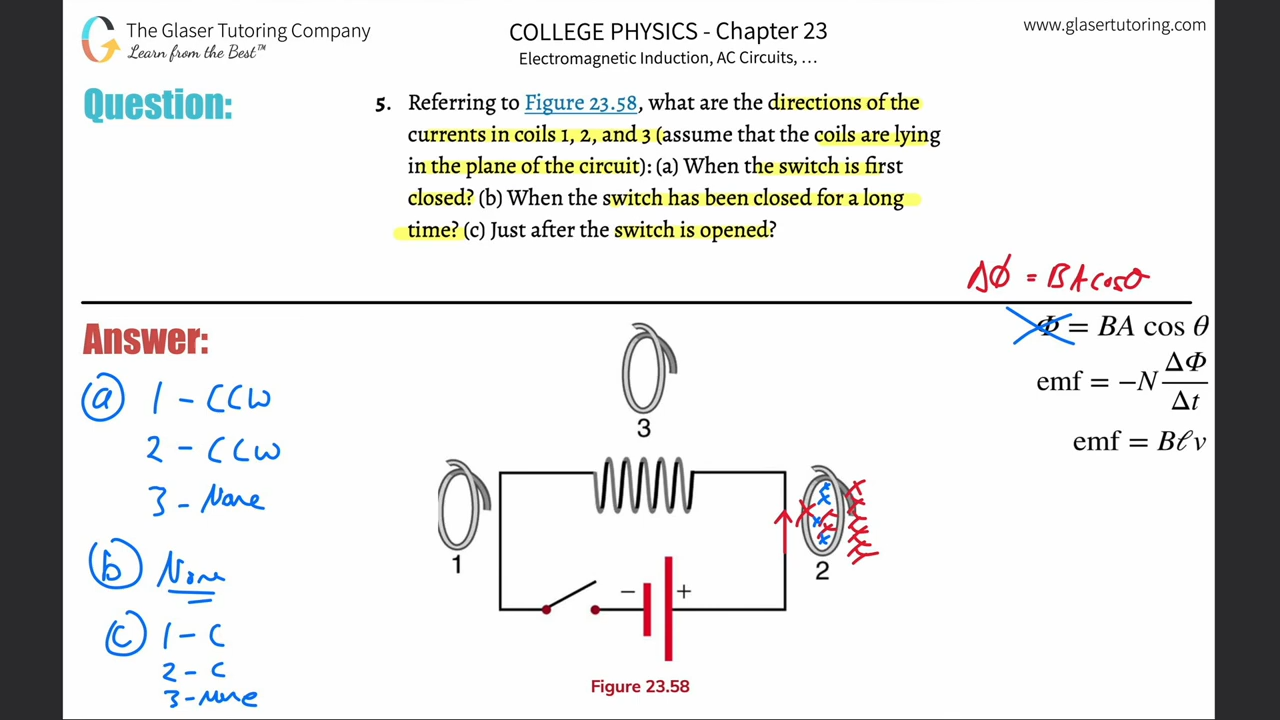 The Glaser Tutoring Company
Learn from the Best™
COLLEGE PHYSICS - Chapter 23
Electromagnetic Induction, AC Circuits, ...
www.glasertutoring.com
Question:
5. Referring to Figure 23.58, what are the directions of the
currents in coils 1, 2, and 3 (assume that the coils are lying
in the plane of the circuit): (a) When the switch is first
closed? (b) When the switch has been closed for a long
time? (c) Just after the switch is opened?
ΔΦ = BA cosθ
Φ = BA cos θ
emf = −N ΔΦ/Δt
emf = Bℓv
Answer:
(a) 1 - CCW
2 - CCW
3 - None
(b) None
(c) 1 - C
2 - C
3 - None
3
1
2
− +
Figure 23.58